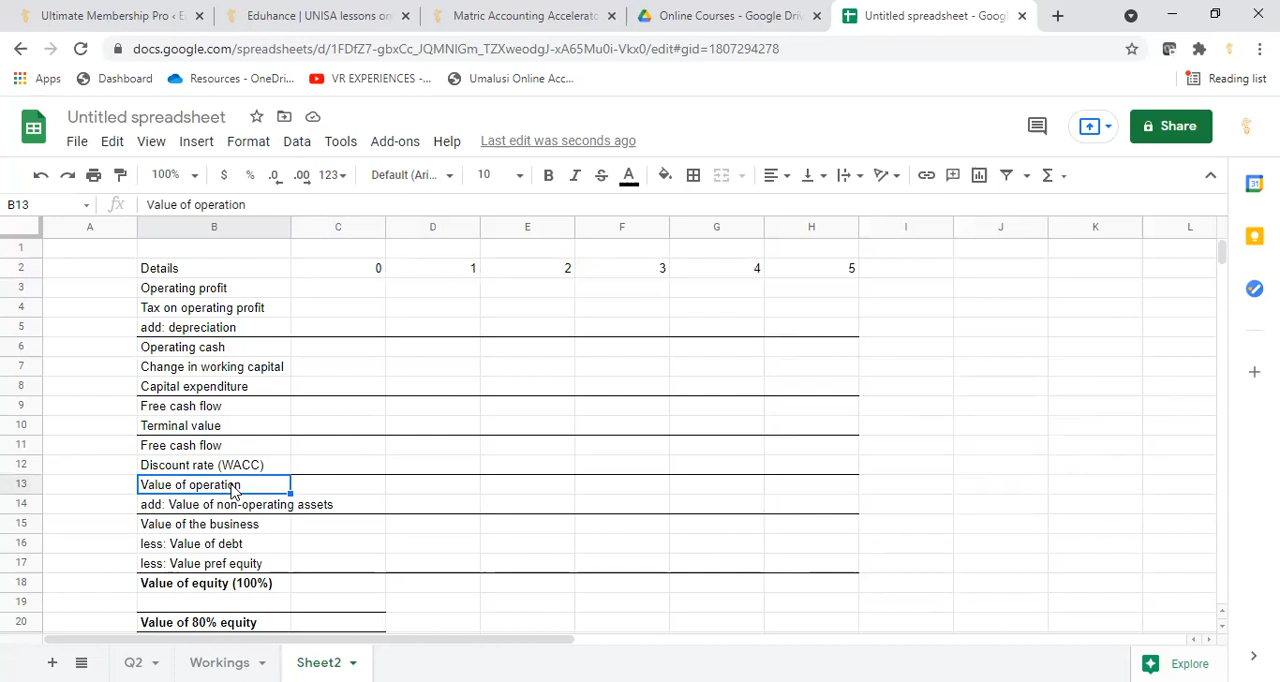 Ultimate Membership Pro ‹ E
Eduhance | UNISA lessons on
Matric Accounting Accelerato
Online Courses - Google Driv
Untitled spreadsheet - Goog
docs.google.com/spreadsheets/d/1FDfZ7-gbxCc_JQMNIGm_TZXweodgJ-xA65Mu0i-Vkx0/edit#gid=1807294278
Apps Dashboard Resources - OneDri... VR EXPERIENCES -... Umalusi Online Acc... Reading list
Untitled spreadsheet
File Edit View Insert Format Data Tools Add-ons Help Last edit was seconds ago
Share
100% $ % .0 .00 123 Default (Ari... 10 B I S A Σ
B13 fx Value of operation
A B C D E F G H I J K L
1
2 Details 0 1 2 3 4 5
3 Operating profit
4 Tax on operating profit
5 add: depreciation
6 Operating cash
7 Change in working capital
8 Capital expenditure
9 Free cash flow
10 Terminal value
11 Free cash flow
12 Discount rate (WACC)
13 Value of operation
14 add: Value of non-operating assets
15 Value of the business
16 less: Value of debt
17 less: Value pref equity
18 Value of equity (100%)
19
20 Value of 80% equity
Q2 Workings Sheet2 Explore
31